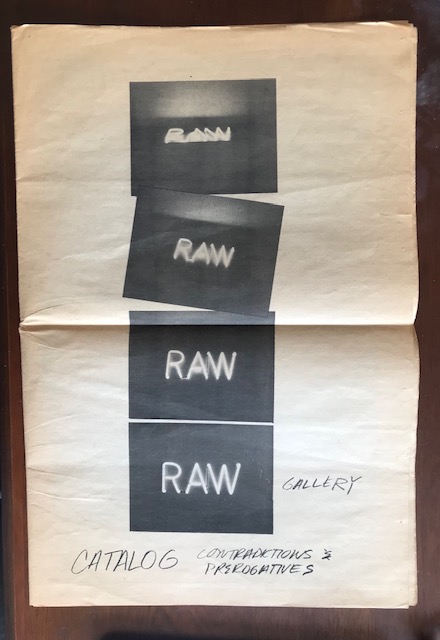 RAW
RAW
RAW
RAW
GALLERY
CATALOG CONTRADICTIONS &
PREROGATIVES